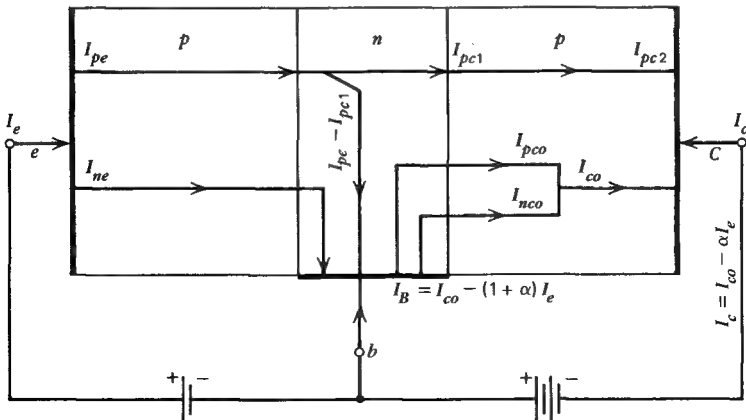 p n p
I_pe I_pc1 I_pc2
I_pe − I_pc1
I_e I_c
e C
I_pco
I_ne I_co
I_nco
I_B = I_co − (1 + α) I_e
I_c = I_co − αI_e
b
+ − + −